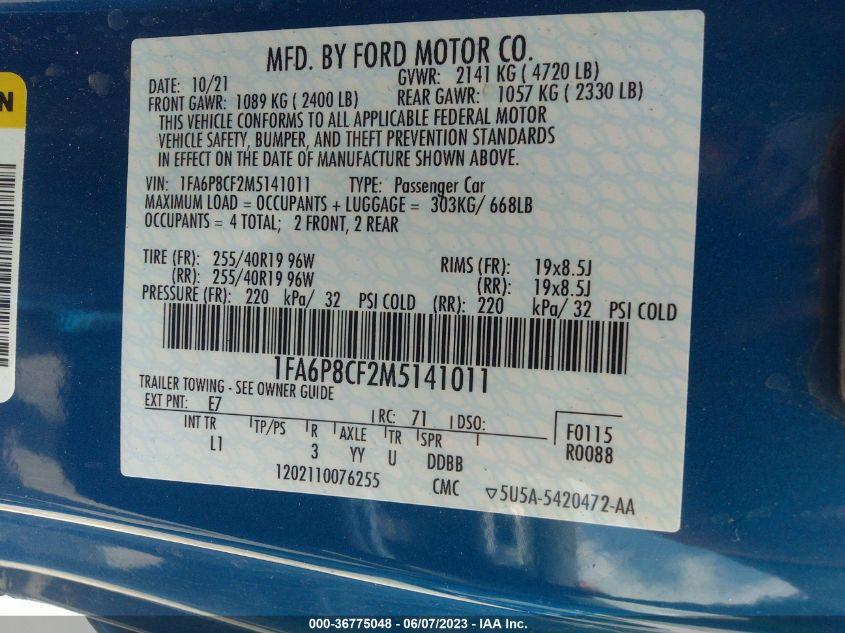 N
MFD. BY FORD MOTOR CO.
DATE: 10/21 GVWR: 2141 KG ( 4720 LB)
FRONT GAWR: 1089 KG ( 2400 LB) REAR GAWR: 1057 KG ( 2330 LB)
THIS VEHICLE CONFORMS TO ALL APPLICABLE FEDERAL MOTOR
VEHICLE SAFETY, BUMPER, AND THEFT PREVENTION STANDARDS
IN EFFECT ON THE DATE OF MANUFACTURE SHOWN ABOVE.
VIN: 1FA6P8CF2M5141011 TYPE: Passenger Car
MAXIMUM LOAD = OCCUPANTS + LUGGAGE = 303KG/ 668LB
OCCUPANTS = 4 TOTAL; 2 FRONT, 2 REAR
TIRE (FR): 255/40R19 96W RIMS (FR): 19x8.5J
(RR): 255/40R19 96W (RR): 19x8.5J
PRESSURE (FR): 220 kPa/ 32 PSI COLD (RR): 220 kPa/ 32 PSI COLD
1FA6P8CF2M5141011
TRAILER TOWING - SEE OWNER GUIDE
EXT PNT: E7 RC: 71 DSO:
INT TR TP/PS R AXLE TR SPR F0115
L1 3 YY U DDBB R0088
1202110076255 CMC ▽5U5A-5420472-AA
000-36775048 - 06/07/2023 - IAA Inc.